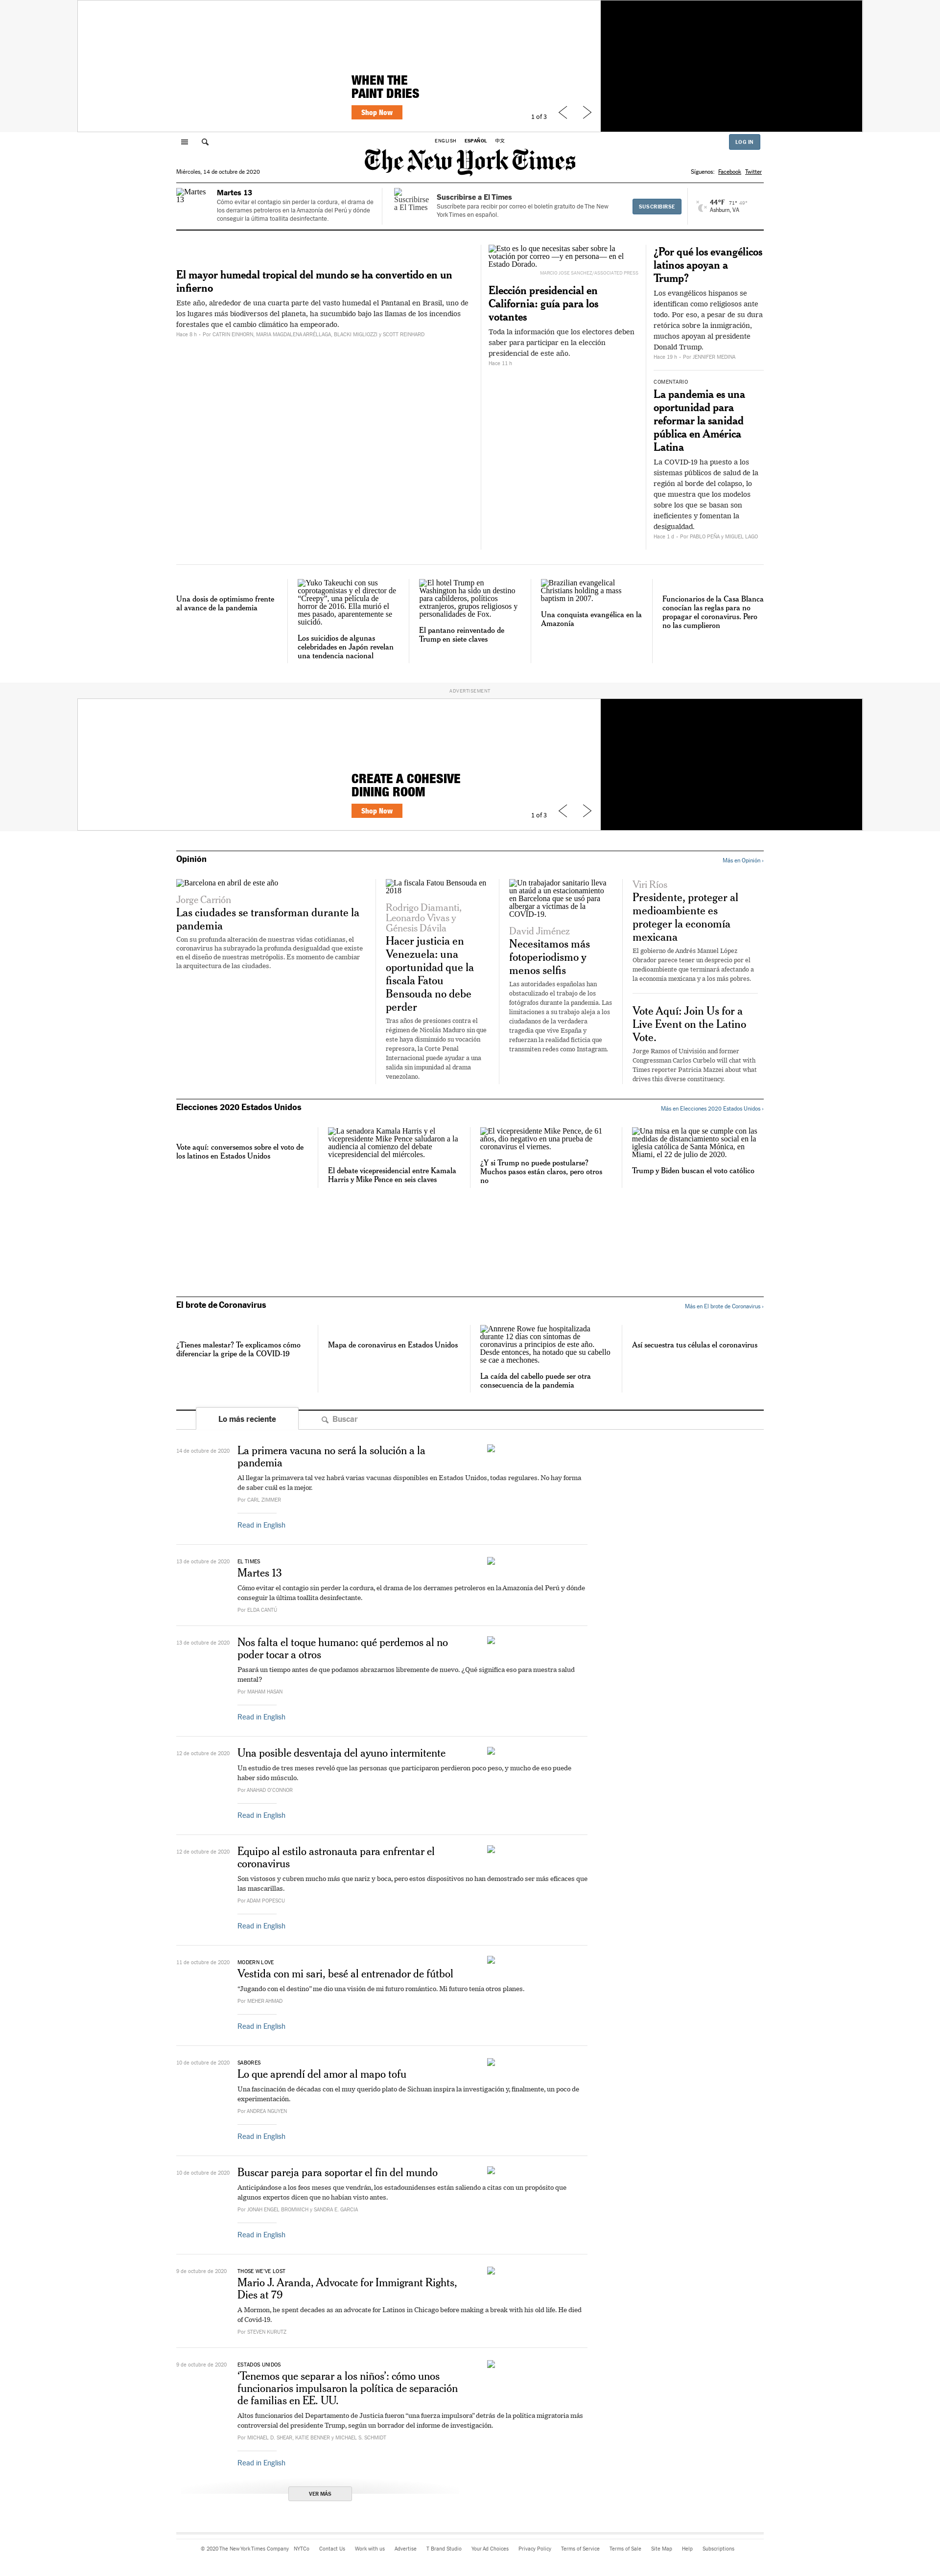 WHEN THE
PAINT DRIES
Shop Now
1 of 3
ENGLISH ESPAÑOL 中文
LOG IN
The New York Times
Miércoles, 14 de octubre de 2020
Síguenos: Facebook Twitter
Martes 13
Martes 13
Cómo evitar el contagio sin perder la cordura, el drama de
los derrames petroleros en la Amazonía del Perú y dónde
conseguir la última toallita desinfectante.
Suscribirse a El Times
Suscribirse a El Times
Suscríbete para recibir por correo el boletín gratuito de The New
York Times en español.
SUSCRIBIRSE
44°F 71° 49°
Ashburn, VA
El mayor humedal tropical del mundo se ha convertido en un
infierno
Este año, alrededor de una cuarta parte del vasto humedal el Pantanal en Brasil, uno de
los lugares más biodiversos del planeta, ha sucumbido bajo las llamas de los incendios
forestales que el cambio climático ha empeorado.
Hace 8 h – Por CATRIN EINHORN, MARÍA MAGDALENA ARRÉLLAGA, BLACKI MIGLIOZZI y SCOTT REINHARD
Esto es lo que necesitas saber sobre la
votación por correo —y en persona— en el
Estado Dorado.
MARCIO JOSE SANCHEZ/ASSOCIATED PRESS
Elección presidencial en
California: guía para los
votantes
Toda la información que los electores deben
saber para participar en la elección
presidencial de este año.
Hace 11 h
¿Por qué los evangélicos
latinos apoyan a
Trump?
Los evangélicos hispanos se
identifican como religiosos ante
todo. Por eso, a pesar de su dura
retórica sobre la inmigración,
muchos apoyan al presidente
Donald Trump.
Hace 19 h – Por JENNIFER MEDINA
COMENTARIO
La pandemia es una
oportunidad para
reformar la sanidad
pública en América
Latina
La COVID-19 ha puesto a los
sistemas públicos de salud de la
región al borde del colapso, lo
que muestra que los modelos
sobre los que se basan son
ineficientes y fomentan la
desigualdad.
Hace 1 d – Por PABLO PEÑA y MIGUEL LAGO
Una dosis de optimismo frente
al avance de la pandemia
Yuko Takeuchi con sus
coprotagonistas y el director de
“Creepy”, una película de
horror de 2016. Ella murió el
mes pasado, aparentemente se
suicidó.
Los suicidios de algunas
celebridades en Japón revelan
una tendencia nacional
El hotel Trump en
Washington ha sido un destino
para cabilderos, políticos
extranjeros, grupos religiosos y
personalidades de Fox.
El pantano reinventado de
Trump en siete claves
Brazilian evangelical
Christians holding a mass
baptism in 2007.
Una conquista evangélica en la
Amazonía
Funcionarios de la Casa Blanca
conocían las reglas para no
propagar el coronavirus. Pero
no las cumplieron
ADVERTISEMENT
CREATE A COHESIVE
DINING ROOM
Shop Now
1 of 3
Opinión
Más en Opinión ›
Barcelona en abril de este año
Jorge Carrión
Las ciudades se transforman durante la
pandemia
Con su profunda alteración de nuestras vidas cotidianas, el
coronavirus ha subrayado la profunda desigualdad que existe
en el diseño de nuestras metrópolis. Es momento de cambiar
la arquitectura de las ciudades.
La fiscala Fatou Bensouda en
2018
Rodrigo Diamanti,
Leonardo Vivas y
Génesis Dávila
Hacer justicia en
Venezuela: una
oportunidad que la
fiscala Fatou
Bensouda no debe
perder
Tras años de presiones contra el
régimen de Nicolás Maduro sin que
este haya disminuido su vocación
represora, la Corte Penal
Internacional puede ayudar a una
salida sin impunidad al drama
venezolano.
Un trabajador sanitario lleva
un ataúd a un estacionamiento
en Barcelona que se usó para
albergar a víctimas de la
COVID-19.
David Jiménez
Necesitamos más
fotoperiodismo y
menos selfis
Las autoridades españolas han
obstaculizado el trabajo de los
fotógrafos durante la pandemia. Las
limitaciones a su trabajo aleja a los
ciudadanos de la verdadera
tragedia que vive España y
refuerzan la realidad ficticia que
transmiten redes como Instagram.
Viri Ríos
Presidente, proteger al
medioambiente es
proteger la economía
mexicana
El gobierno de Andrés Manuel López
Obrador parece tener un desprecio por el
medioambiente que terminará afectando a
la economía mexicana y a los más pobres.
Vote Aquí: Join Us for a
Live Event on the Latino
Vote.
Jorge Ramos of Univisión and former
Congressman Carlos Curbelo will chat with
Times reporter Patricia Mazzei about what
drives this diverse constituency.
Elecciones 2020 Estados Unidos
Más en Elecciones 2020 Estados Unidos ›
Vote aquí: conversemos sobre el voto de
los latinos en Estados Unidos
La senadora Kamala Harris y el
vicepresidente Mike Pence saludaron a la
audiencia al comienzo del debate
vicepresidencial del miércoles.
El debate vicepresidencial entre Kamala
Harris y Mike Pence en seis claves
El vicepresidente Mike Pence, de 61
años, dio negativo en una prueba de
coronavirus el viernes.
¿Y si Trump no puede postularse?
Muchos pasos están claros, pero otros
no
Una misa en la que se cumple con las
medidas de distanciamiento social en la
iglesia católica de Santa Mónica, en
Miami, el 22 de julio de 2020.
Trump y Biden buscan el voto católico
El brote de Coronavirus
Más en El brote de Coronavirus ›
¿Tienes malestar? Te explicamos cómo
diferenciar la gripe de la COVID-19
Mapa de coronavirus en Estados Unidos
Annrene Rowe fue hospitalizada
durante 12 días con síntomas de
coronavirus a principios de este año.
Desde entonces, ha notado que su cabello
se cae a mechones.
La caída del cabello puede ser otra
consecuencia de la pandemia
Así secuestra tus células el coronavirus
Lo más reciente
Buscar
14 de octubre de 2020
La primera vacuna no será la solución a la
pandemia
Al llegar la primavera tal vez habrá varias vacunas disponibles en Estados Unidos, todas regulares. No hay forma
de saber cuál es la mejor.
Por CARL ZIMMER
Read in English
13 de octubre de 2020
EL TIMES
Martes 13
Cómo evitar el contagio sin perder la cordura, el drama de los derrames petroleros en la Amazonía del Perú y dónde
conseguir la última toallita desinfectante.
Por ELDA CANTÚ
13 de octubre de 2020
Nos falta el toque humano: qué perdemos al no
poder tocar a otros
Pasará un tiempo antes de que podamos abrazarnos libremente de nuevo. ¿Qué significa eso para nuestra salud
mental?
Por MAHAM HASAN
Read in English
12 de octubre de 2020
Una posible desventaja del ayuno intermitente
Un estudio de tres meses reveló que las personas que participaron perdieron poco peso, y mucho de eso puede
haber sido músculo.
Por ANAHAD O’CONNOR
Read in English
12 de octubre de 2020
Equipo al estilo astronauta para enfrentar el
coronavirus
Son vistosos y cubren mucho más que nariz y boca, pero estos dispositivos no han demostrado ser más eficaces que
las mascarillas.
Por ADAM POPESCU
Read in English
11 de octubre de 2020
MODERN LOVE
Vestida con mi sari, besé al entrenador de fútbol
“Jugando con el destino” me dio una visión de mi futuro romántico. Mi futuro tenía otros planes.
Por MEHER AHMAD
Read in English
10 de octubre de 2020
SABORES
Lo que aprendí del amor al mapo tofu
Una fascinación de décadas con el muy querido plato de Sichuan inspira la investigación y, finalmente, un poco de
experimentación.
Por ANDREA NGUYEN
Read in English
10 de octubre de 2020
Buscar pareja para soportar el fin del mundo
Anticipándose a los feos meses que vendrán, los estadounidenses están saliendo a citas con un propósito que
algunos expertos dicen que no habían visto antes.
Por JONAH ENGEL BROMWICH y SANDRA E. GARCIA
Read in English
9 de octubre de 2020
THOSE WE’VE LOST
Mario J. Aranda, Advocate for Immigrant Rights,
Dies at 79
A Mormon, he spent decades as an advocate for Latinos in Chicago before making a break with his old life. He died
of Covid-19.
Por STEVEN KURUTZ
9 de octubre de 2020
ESTADOS UNIDOS
‘Tenemos que separar a los niños’: cómo unos
funcionarios impulsaron la política de separación
de familias en EE. UU.
Altos funcionarios del Departamento de Justicia fueron “una fuerza impulsora” detrás de la política migratoria más
controversial del presidente Trump, según un borrador del informe de investigación.
Por MICHAEL D. SHEAR, KATIE BENNER y MICHAEL S. SCHMIDT
Read in English
VER MÁS
© 2020 The New York Times Company NYTCo Contact Us Work with us Advertise T Brand Studio Your Ad Choices Privacy Policy Terms of Service Terms of Sale Site Map Help Subscriptions